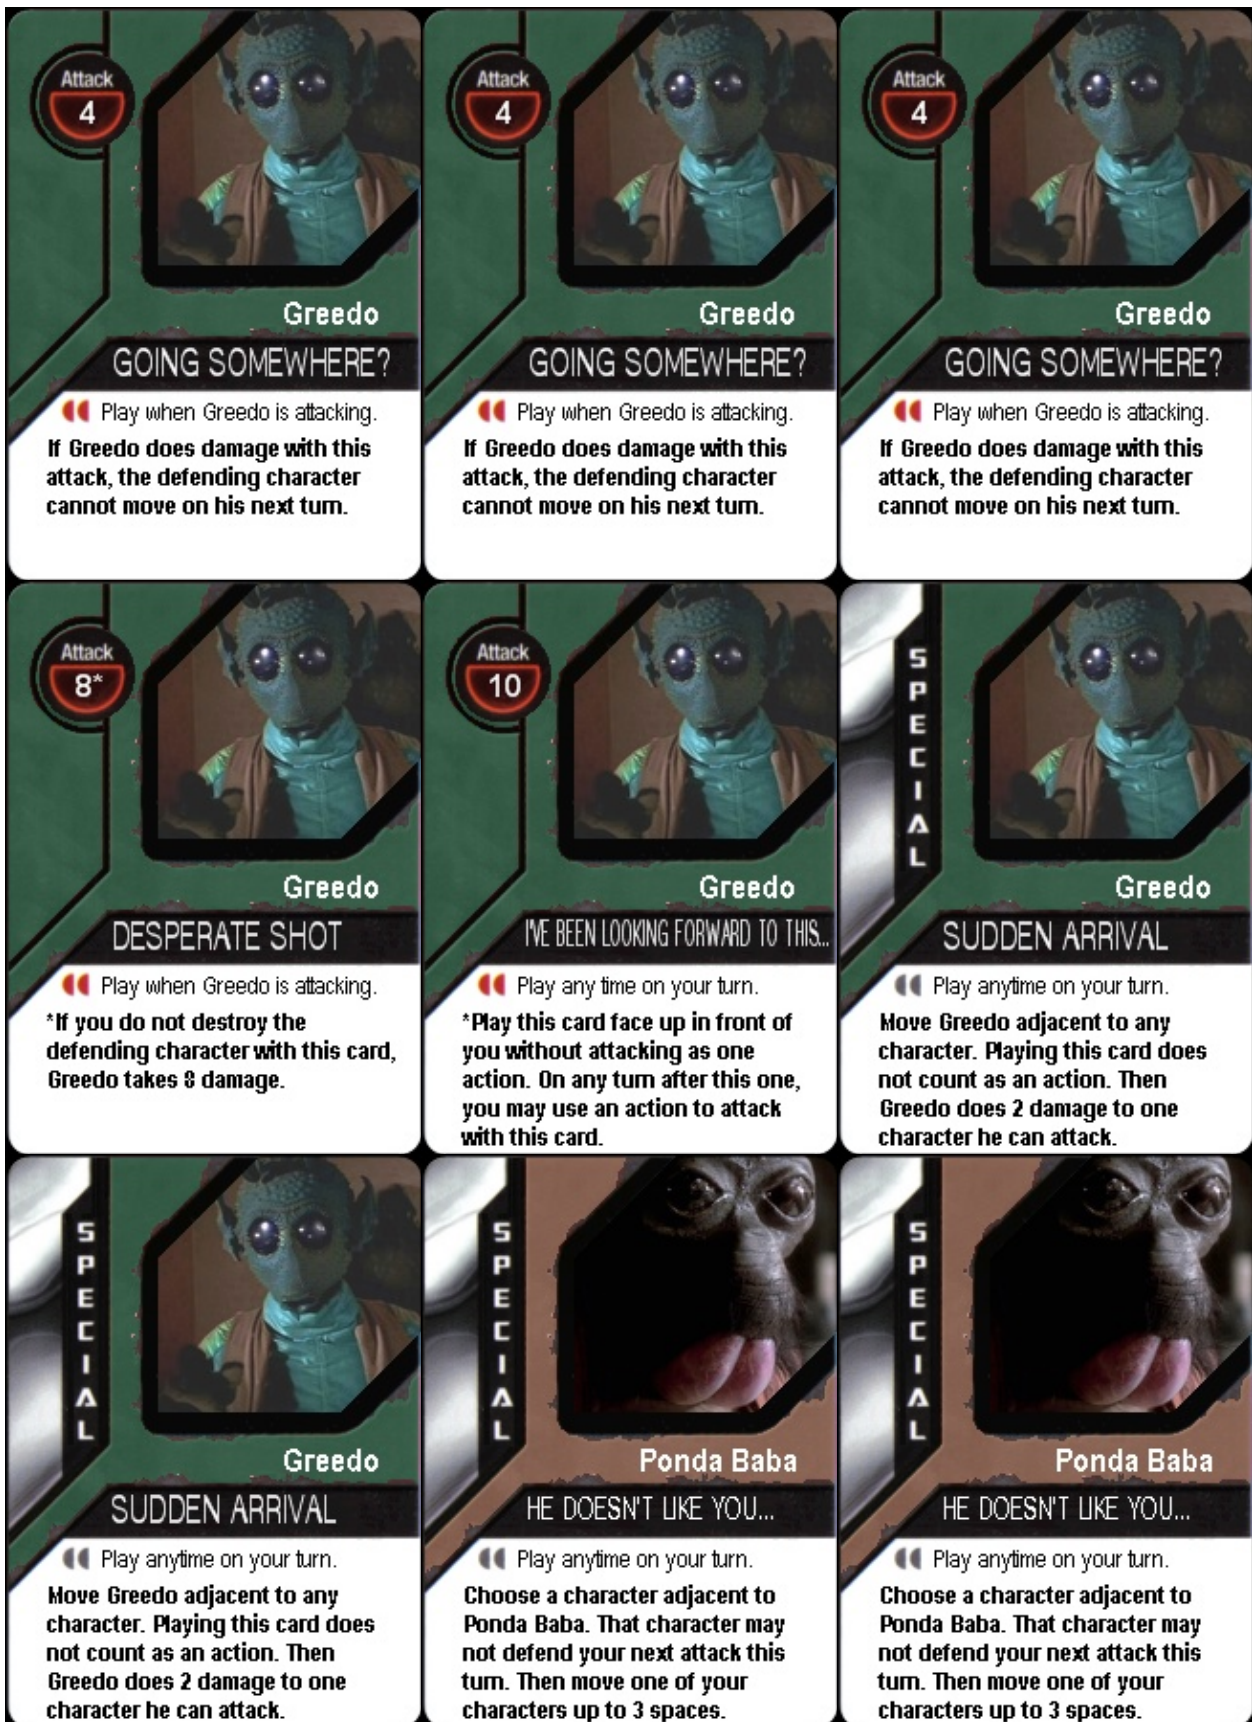 Attack
4
Greedo
GOING SOMEWHERE?
Play when Greedo is attacking.
If Greedo does damage with this
attack, the defending character
cannot move on his next turn.
Attack
4
Greedo
GOING SOMEWHERE?
Play when Greedo is attacking.
If Greedo does damage with this
attack, the defending character
cannot move on his next turn.
Attack
4
Greedo
GOING SOMEWHERE?
Play when Greedo is attacking.
If Greedo does damage with this
attack, the defending character
cannot move on his next turn.
Attack
8*
Greedo
DESPERATE SHOT
Play when Greedo is attacking.
*If you do not destroy the
defending character with this card,
Greedo takes 8 damage.
Attack
10
Greedo
I'VE BEEN LOOKING FORWARD TO THIS...
Play any time on your turn.
*Play this card face up in front of
you without attacking as one
action. On any turn after this one,
you may use an action to attack
with this card.
SPECIAL
Greedo
SUDDEN ARRIVAL
Play anytime on your turn.
Move Greedo adjacent to any
character. Playing this card does
not count as an action. Then
Greedo does 2 damage to one
character he can attack.
SPECIAL
Greedo
SUDDEN ARRIVAL
Play anytime on your turn.
Move Greedo adjacent to any
character. Playing this card does
not count as an action. Then
Greedo does 2 damage to one
character he can attack.
SPECIAL
Ponda Baba
HE DOESN'T LIKE YOU...
Play anytime on your turn.
Choose a character adjacent to
Ponda Baba. That character may
not defend your next attack this
turn. Then move one of your
characters up to 3 spaces.
SPECIAL
Ponda Baba
HE DOESN'T LIKE YOU...
Play anytime on your turn.
Choose a character adjacent to
Ponda Baba. That character may
not defend your next attack this
turn. Then move one of your
characters up to 3 spaces.